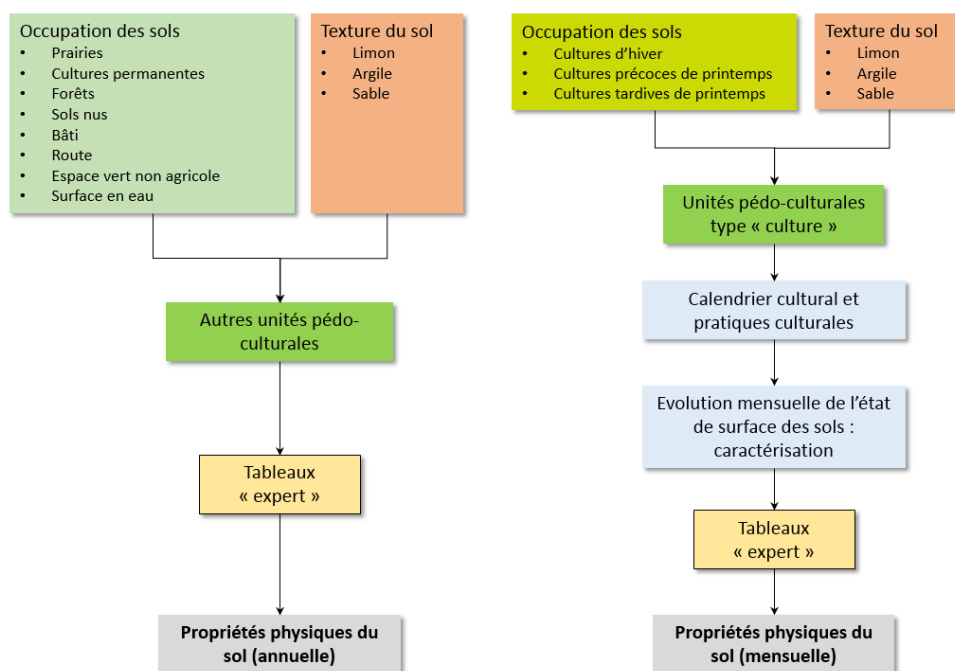 Occupation des sols
• Prairies
• Cultures permanentes
• Forêts
• Sols nus
• Bâti
• Route
• Espace vert non agricole
• Surface en eau
Texture du sol
• Limon
• Argile
• Sable
Autres unités pédo-
culturales
Tableaux
« expert »
Propriétés physiques du
sol (annuelle)
Occupation des sols
• Cultures d’hiver
• Cultures précoces de printemps
• Cultures tardives de printemps
Texture du sol
• Limon
• Argile
• Sable
Unités pédo-culturales
type « culture »
Calendrier cultural et
pratiques culturales
Evolution mensuelle de l’état
de surface des sols :
caractérisation
Tableaux
« expert »
Propriétés physiques du
sol (mensuelle)